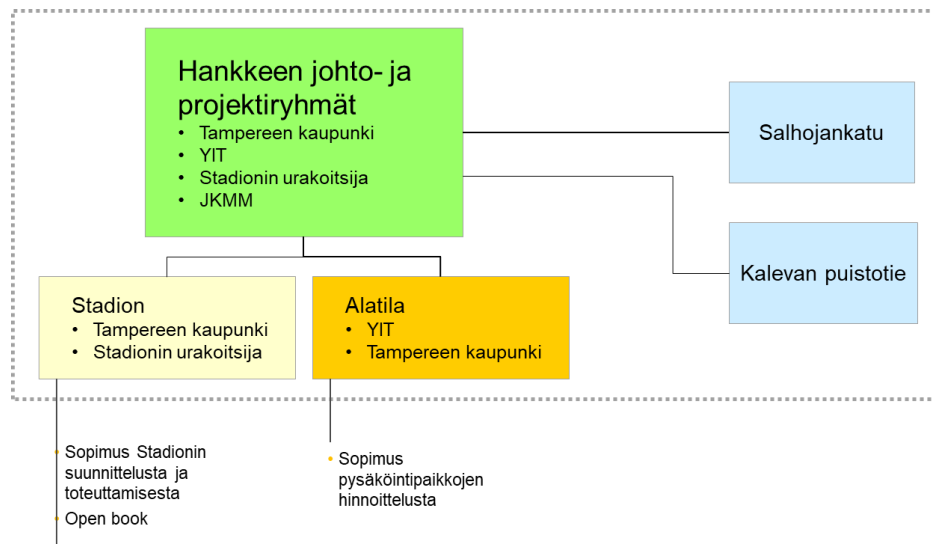 Hankkeen johto- ja
projektiryhmät
• Tampereen kaupunki
• YIT
• Stadionin urakoitsija
• JKMM
Salhojankatu
Kalevan puistotie
Stadion
• Tampereen kaupunki
• Stadionin urakoitsija
Alatila
• YIT
• Tampereen kaupunki
• Sopimus Stadionin
suunnittelusta ja
toteuttamisesta
• Open book
• Sopimus
pysäköintipaikkojen
hinnoittelusta